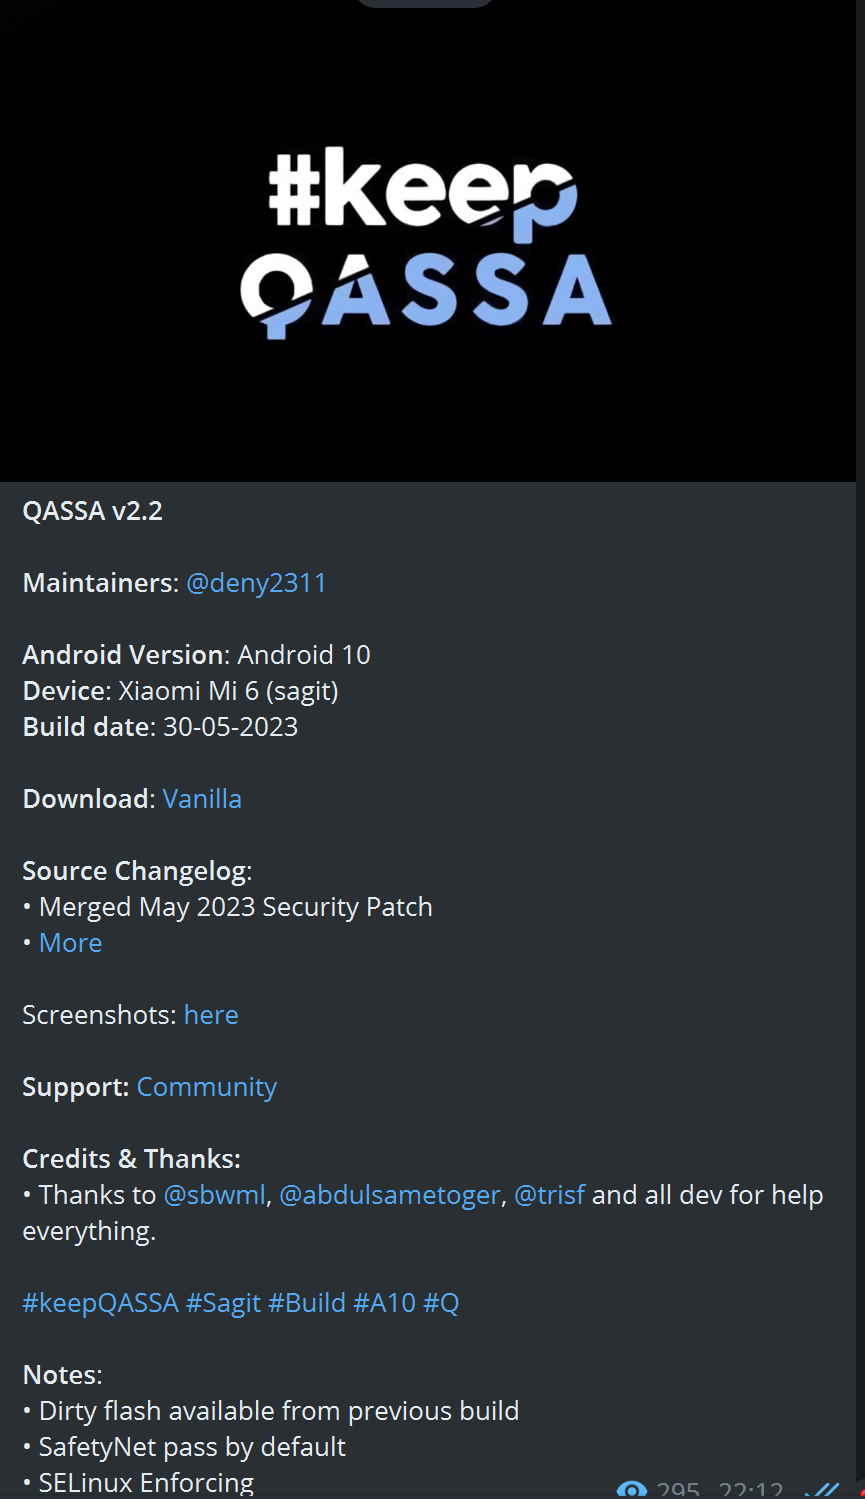 #keep
QASSA
QASSA v2.2
Maintainers: @deny2311
Android Version: Android 10
Device: Xiaomi Mi 6 (sagit)
Build date: 30-05-2023
Download: Vanilla
Source Changelog:
• Merged May 2023 Security Patch
• More
Screenshots: here
Support: Community
Credits & Thanks:
• Thanks to @sbwml, @abdulsametoger, @trisf and all dev for help
everything.
#keepQASSA #Sagit #Build #A10 #Q
Notes:
• Dirty flash available from previous build
• SafetyNet pass by default
• SELinux Enforcing
295 22:12